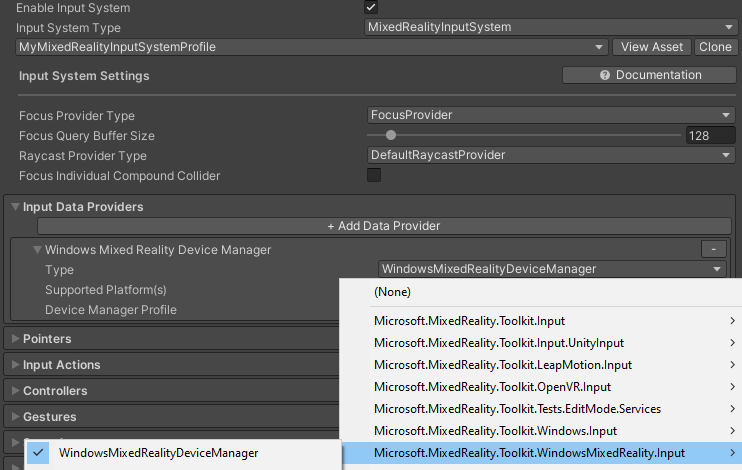 Enable Input System
Input System Type MixedRealityInputSystem
MyMixedRealityInputSystemProfile View Asset Clone
Input System Settings Documentation
Focus Provider Type FocusProvider
Focus Query Buffer Size 128
Raycast Provider Type DefaultRaycastProvider
Focus Individual Compound Collider
Input Data Providers
+ Add Data Provider
Windows Mixed Reality Device Manager -
Type WindowsMixedRealityDeviceManager
Supported Platform(s)
Device Manager Profile
(None)
Microsoft.MixedReality.Toolkit.Input
Microsoft.MixedReality.Toolkit.Input.UnityInput
Microsoft.MixedReality.Toolkit.LeapMotion.Input
Microsoft.MixedReality.Toolkit.OpenVR.Input
Microsoft.MixedReality.Toolkit.Tests.EditMode.Services
Microsoft.MixedReality.Toolkit.Windows.Input
Microsoft.MixedReality.Toolkit.WindowsMixedReality.Input
Pointers
Input Actions
Controllers
Gestures
WindowsMixedRealityDeviceManager